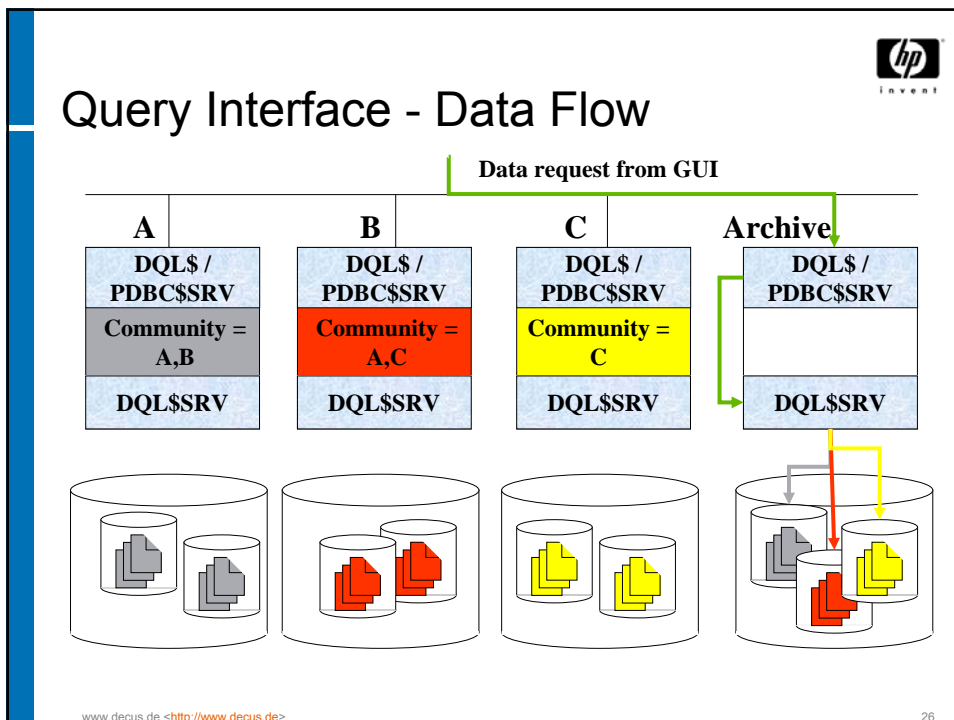 hp
invent
Query Interface - Data Flow
Data request from GUI
A
B
C
Archive
DQL$ /
PDBC$SRV
DQL$ /
PDBC$SRV
DQL$ /
PDBC$SRV
DQL$ /
PDBC$SRV
Community =
A,B
Community =
A,C
Community =
C
DQL$SRV
DQL$SRV
DQL$SRV
DQL$SRV
www.decus.de <http://www.decus.de>
26